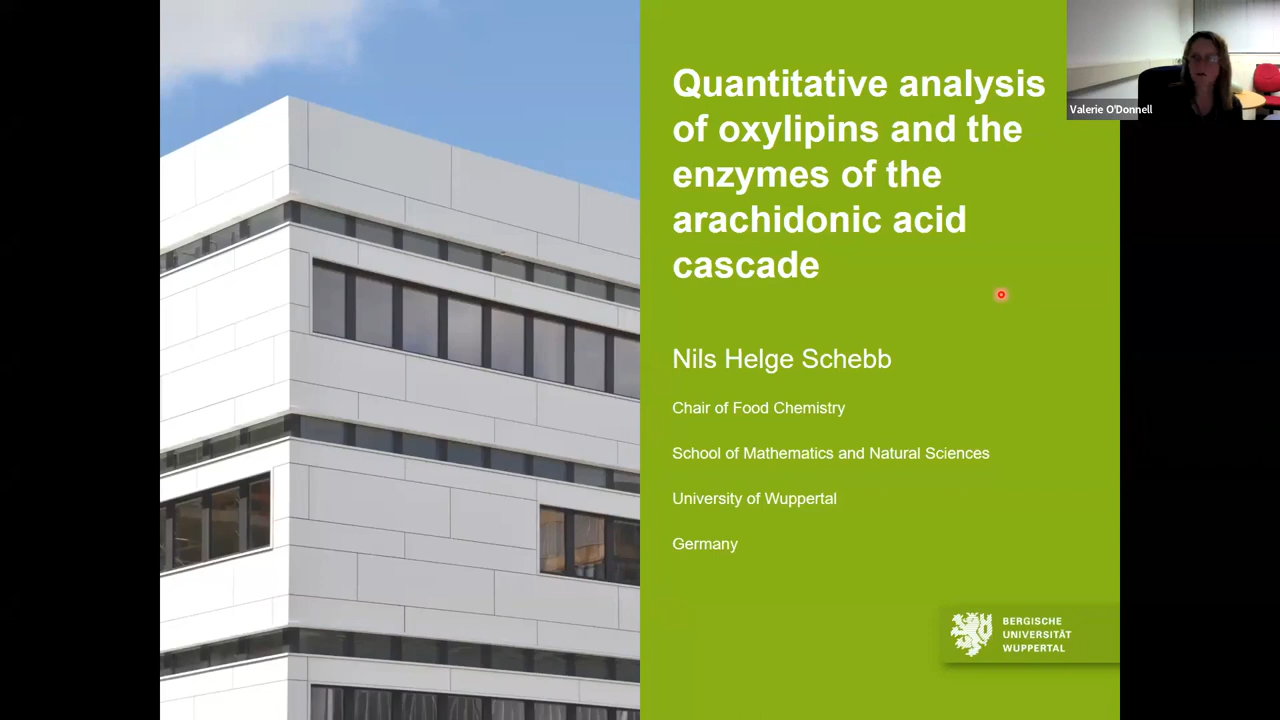 Quantitative analysis
of oxylipins and the
enzymes of the
arachidonic acid
cascade
Valerie O'Donnell
Nils Helge Schebb
Chair of Food Chemistry
School of Mathematics and Natural Sciences
University of Wuppertal
Germany
BERGISCHE
UNIVERSITÄT
WUPPERTAL